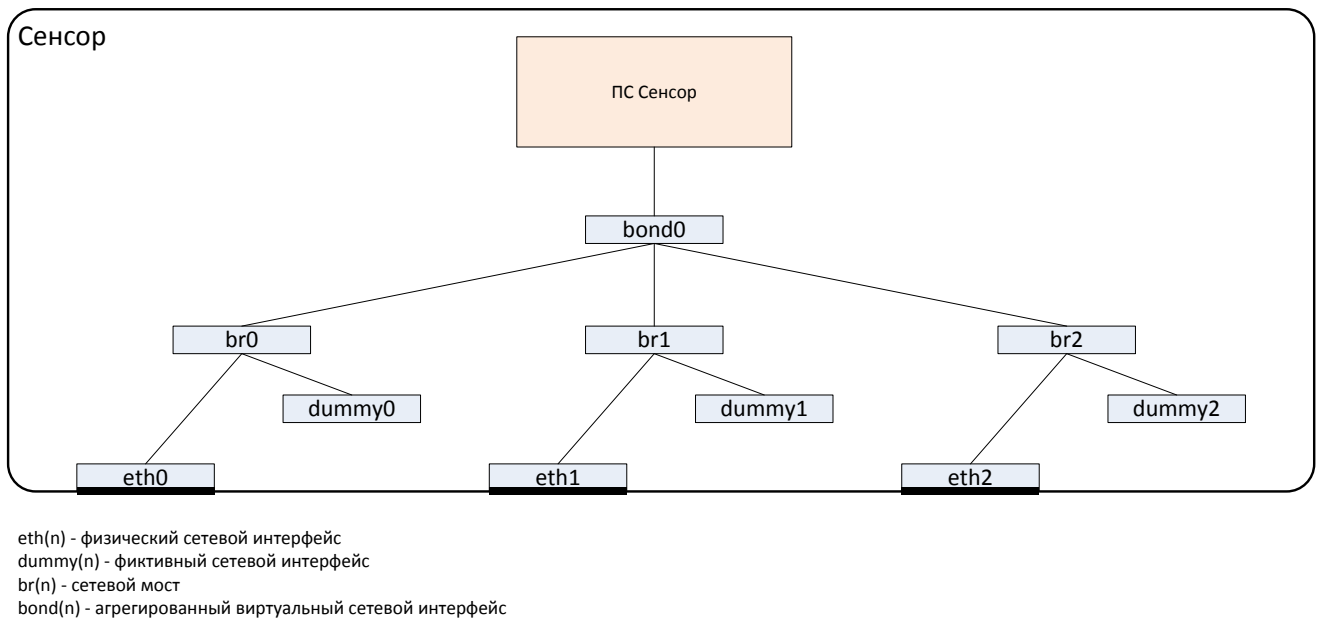 Сенсор
ПС Сенсор
bond0
br0
br1
br2
dummy0
dummy1
dummy2
eth0
eth1
eth2
eth(n) - физический сетевой интерфейс
dummy(n) - фиктивный сетевой интерфейс
br(n) - сетевой мост
bond(n) - агрегированный виртуальный сетевой интерфейс